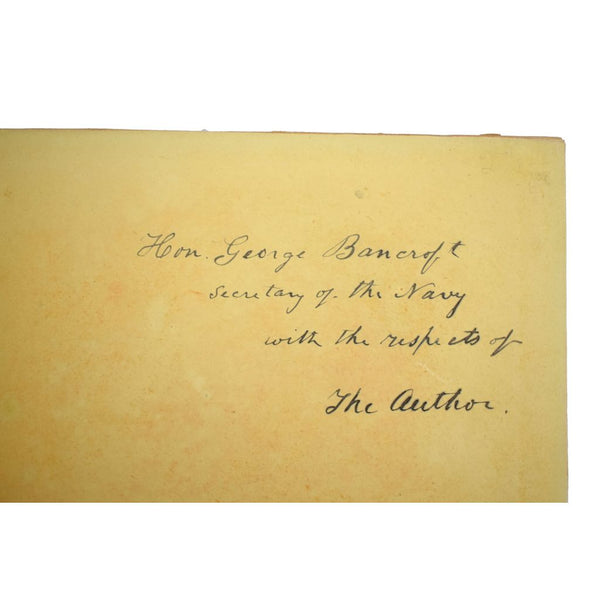 Hon. George Bancroft
Secretary of the Navy
with the respects of
The Author.